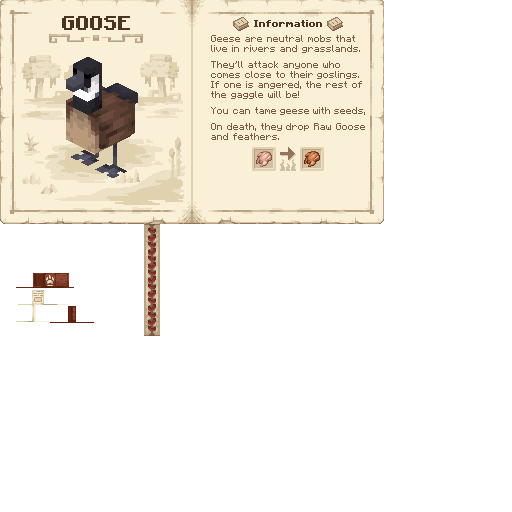 GOOSE
Information
Geese are neutral mobs that
live in rivers and grasslands.
They'll attack anyone who
comes close to their goslings.
If one is angered, the rest of
the gaggle will be!
You can tame geese with seeds,
On death, they drop Raw Goose
and feathers.